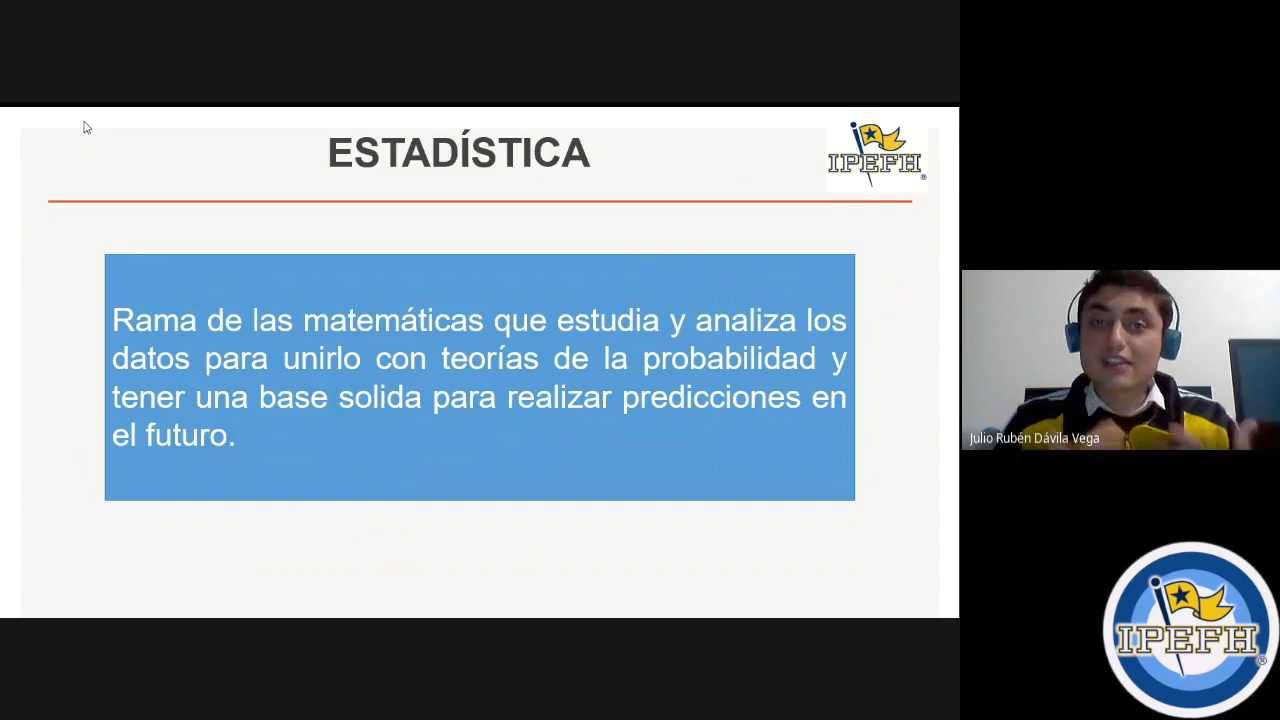 ESTADÍSTICA
IPEFH
®
Rama de las matemáticas que estudia y analiza los
datos para unirlo con teorías de la probabilidad y
tener una base solida para realizar predicciones en
el futuro.
Julio Rubén Dávila Vega
IPEFH
®